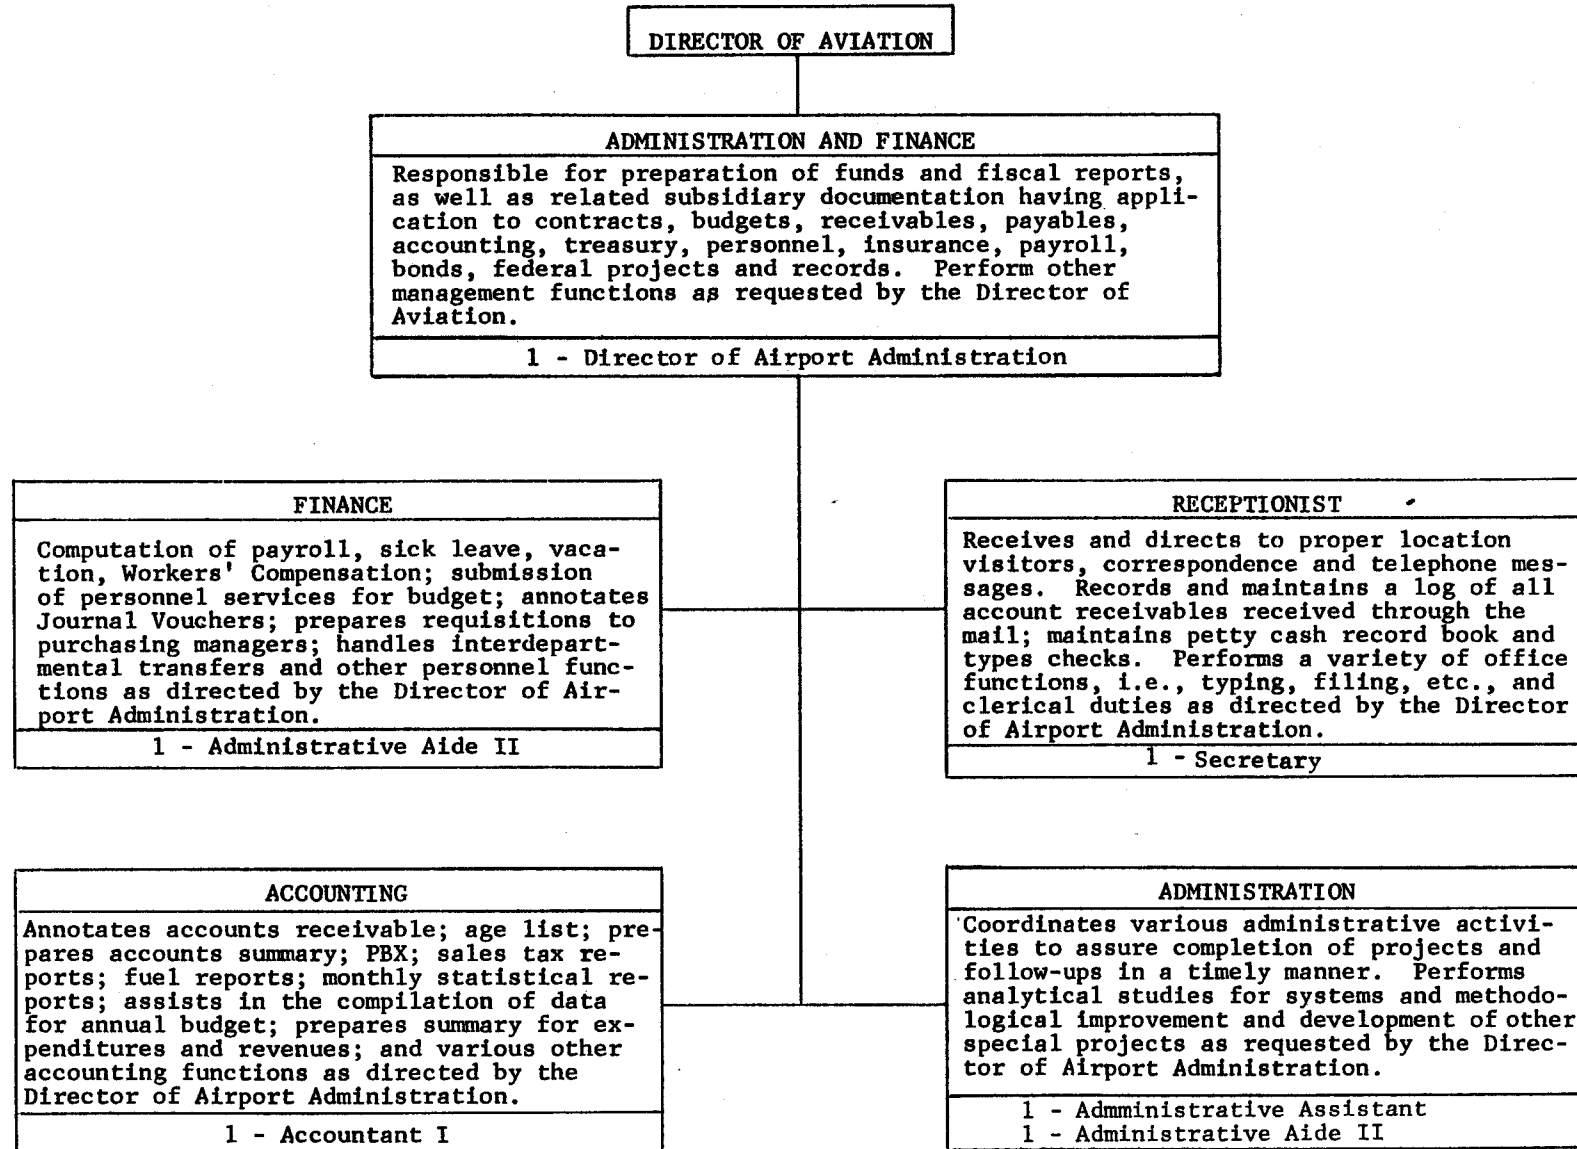 DIRECTOR OF AVIATION
ADMINISTRATION AND FINANCE
Responsible for preparation of funds and fiscal reports,
as well as related subsidiary documentation having appli-
cation to contracts, budgets, receivables, payables,
accounting, treasury, personnel, insurance, payroll,
bonds, federal projects and records. Perform other
management functions as requested by the Director of
Aviation.
1 - Director of Airport Administration
FINANCE
Computation of payroll, sick leave, vaca-
tion, Workers' Compensation; submission
of personnel services for budget; annotates
Journal Vouchers; prepares requisitions to
purchasing managers; handles interdepart-
mental transfers and other personnel func-
tions as directed by the Director of Air-
port Administration.
1 - Administrative Aide II
RECEPTIONIST
Receives and directs to proper location
visitors, correspondence and telephone mes-
sages. Records and maintains a log of all
account receivables received through the
mail; maintains petty cash record book and
types checks. Performs a variety of office
functions, i.e., typing, filing, etc., and
clerical duties as directed by the Director
of Airport Administration.
1 - Secretary
ACCOUNTING
Annotates accounts receivable; age list; pre-
pares accounts summary; PBX; sales tax re-
ports; fuel reports; monthly statistical re-
ports; assists in the compilation of data
for annual budget; prepares summary for ex-
penditures and revenues; and various other
accounting functions as directed by the
Director of Airport Administration.
1 - Accountant I
ADMINISTRATION
Coordinates various administrative activi-
ties to assure completion of projects and
follow-ups in a timely manner. Performs
analytical studies for systems and methodo-
logical improvement and development of other
special projects as requested by the Direc-
tor of Airport Administration.
1 - Admministrative Assistant
1 - Administrative Aide II